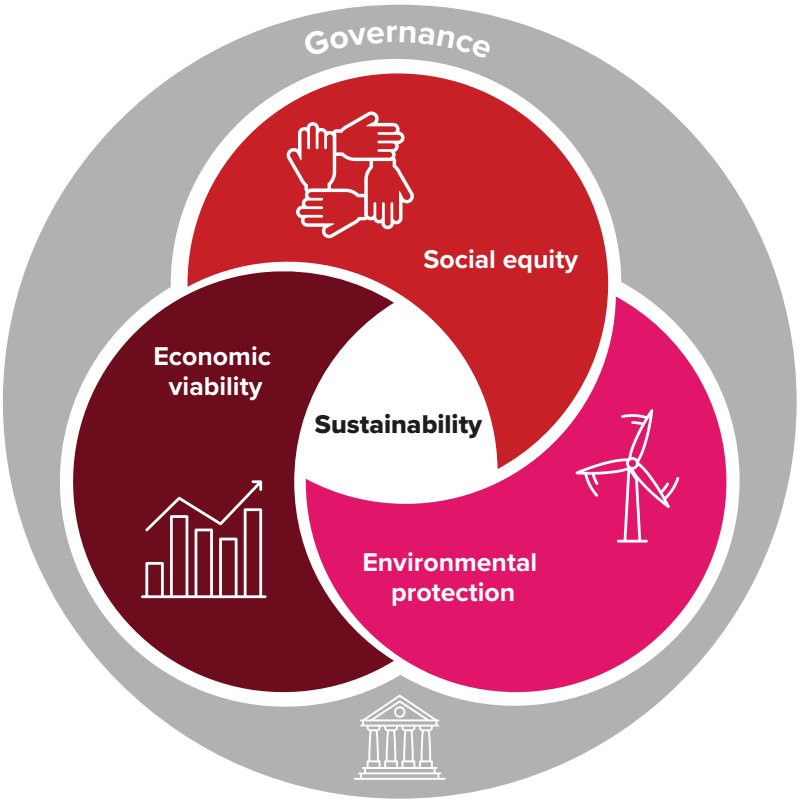 Governance
Social equity
Economic
viability
Sustainability
Environmental
protection